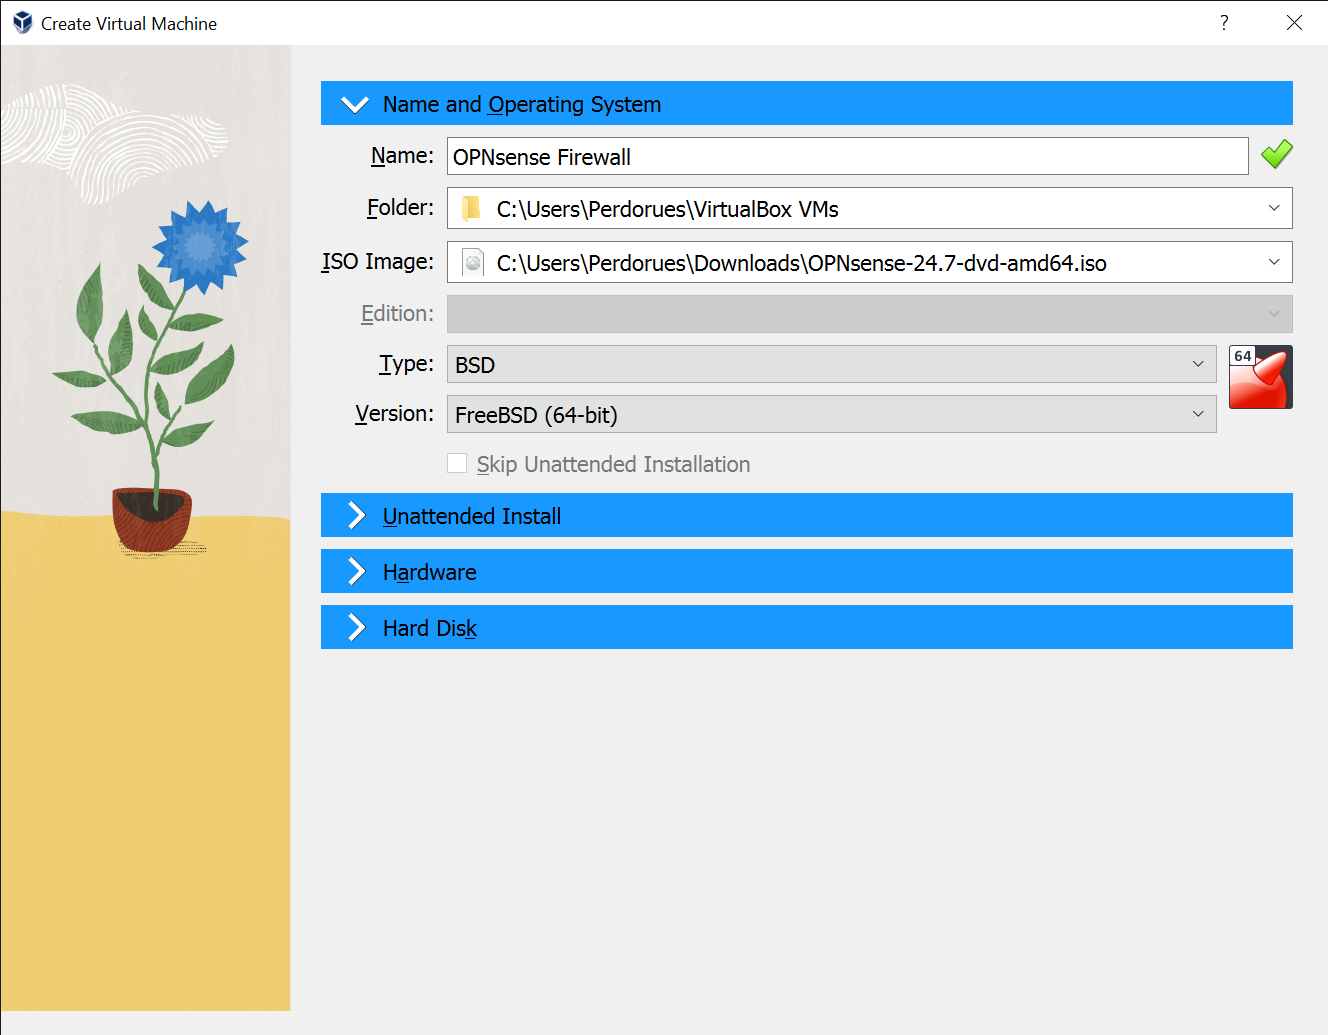 Create Virtual Machine
?
Name and Operating System
Name: OPNsense Firewall
Folder: C:\Users\Perdorues\VirtualBox VMs
ISO Image: C:\Users\Perdorues\Downloads\OPNsense-24.7-dvd-amd64.iso
Edition:
Type: BSD
64
Version: FreeBSD (64-bit)
Skip Unattended Installation
Unattended Install
Hardware
Hard Disk